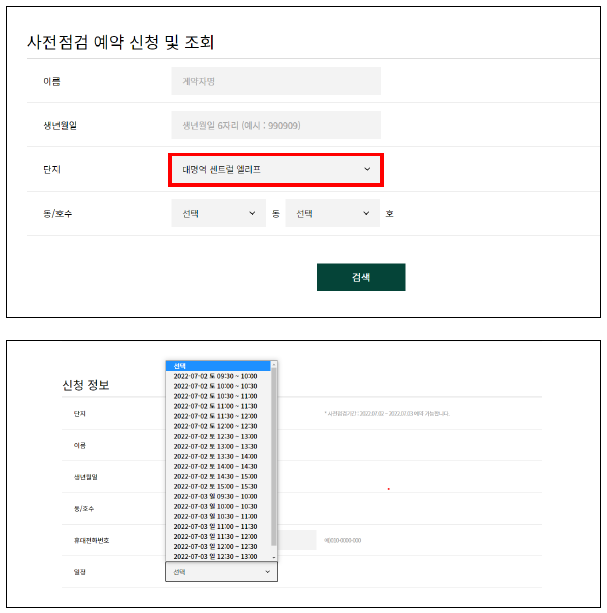 사전점검 예약 신청 및 조회
이름
계약자명
생년월일
생년월일 6자리 (예시 : 990909)
단지
대명역 센트럴 엘리프
동/호수
선택
동
선택
호
검색
신청 정보
선택
2022-07-02 토 09:30 ~ 10:00
2022-07-02 토 10:00 ~ 10:30
2022-07-02 토 10:30 ~ 11:00
2022-07-02 토 11:00 ~ 11:30
2022-07-02 토 11:30 ~ 12:00
2022-07-02 토 12:00 ~ 12:30
2022-07-02 토 12:30 ~ 13:00
2022-07-02 토 13:00 ~ 13:30
2022-07-02 토 13:30 ~ 14:00
2022-07-02 토 14:00 ~ 14:30
2022-07-02 토 14:30 ~ 15:00
2022-07-02 토 15:00 ~ 15:30
2022-07-03 일 09:30 ~ 10:00
2022-07-03 일 10:00 ~ 10:30
2022-07-03 일 10:30 ~ 11:00
2022-07-03 일 11:00 ~ 11:30
2022-07-03 일 11:30 ~ 12:00
2022-07-03 일 12:00 ~ 12:30
2022-07-03 일 12:30 ~ 13:00
단지
* 사전점검기간 : 2022.07.02 ~ 2022.07.03 예약 가능합니다.
이름
생년월일
동/호수
휴대전화번호
일정
선택